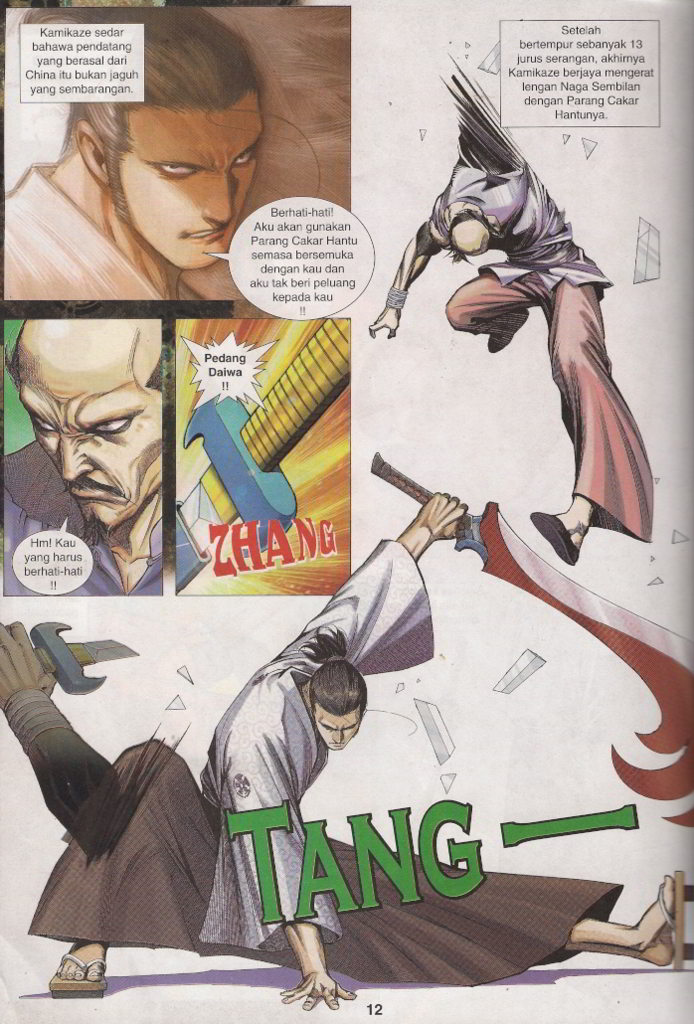 Kamikaze sedar
bahawa pendatang
yang berasal dari
China itu bukan jaguh
yang sembarangan.
Berhati-hati!
Aku akan gunakan
Parang Cakar Hantu
semasa bersemuka
dengan kau dan
aku tak beri peluang
kepada kau
!!
Setelah
bertempur sebanyak 13
jurus serangan, akhirnya
Kamikaze berjaya mengerat
lengan Naga Sembilan
dengan Parang Cakar
Hantunya.
Hm! Kau
yang harus
berhati-hati
!!
Pedang
Daiwa
!!
ZHANG
TANG —
12